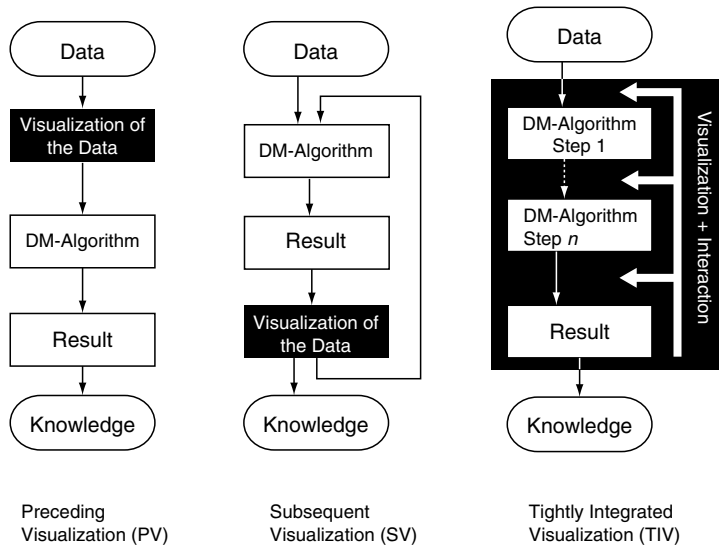 Data
Visualization of
the Data
DM-Algorithm
Result
Knowledge
Preceding
Visualization (PV)
Data
DM-Algorithm
Result
Visualization of
the Data
Knowledge
Subsequent
Visualization (SV)
Data
DM-Algorithm
Step 1
DM-Algorithm
Step n
Result
Visualization + Interaction
Knowledge
Tightly Integrated
Visualization (TIV)